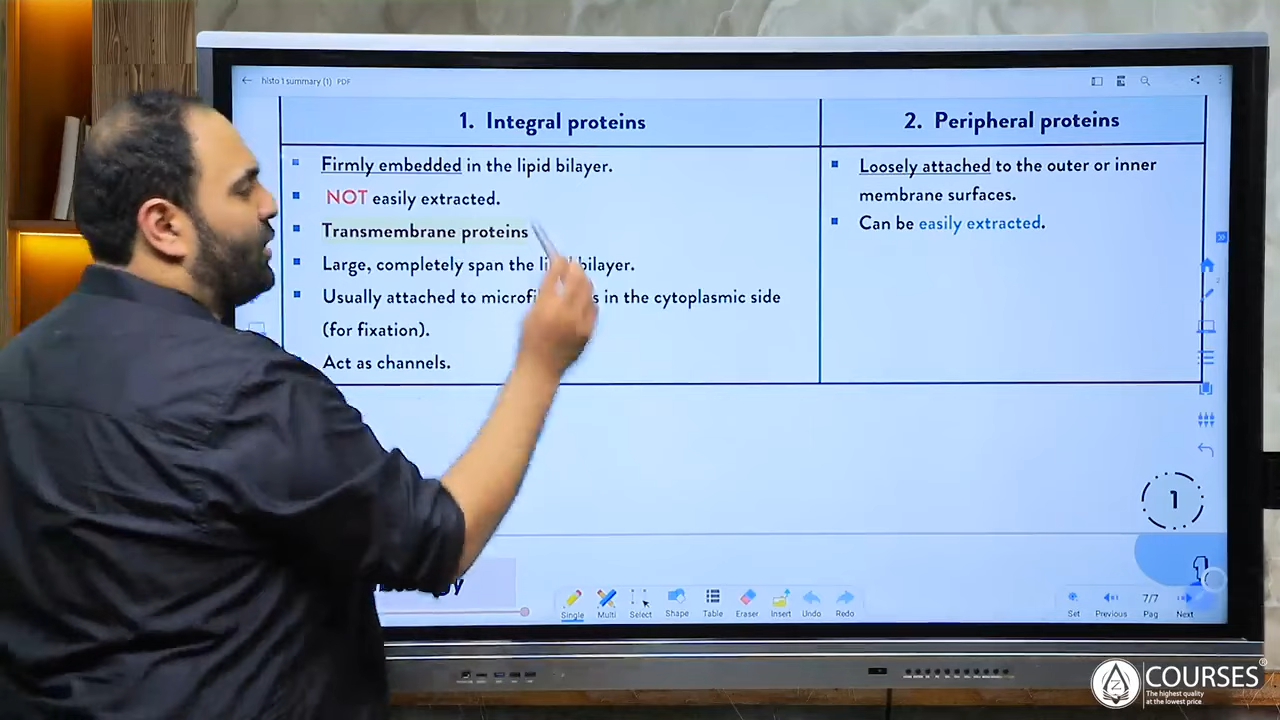 histo 1 summary (1) PDF
1. Integral proteins
2. Peripheral proteins
Firmly embedded in the lipid bilayer.
NOT easily extracted.
Transmembrane proteins
Large, completely span the bilayer.
Usually attached to in the cytoplasmic side
(for fixation).
Act as channels.
Loosely attached to the outer or inner
membrane surfaces.
Can be easily extracted.
1
Single Multi Select Shape Table Eraser Insert Undo Redo
Set Previous 7/7 Pag Next
COURSES®
The highest quality
at the lowest price